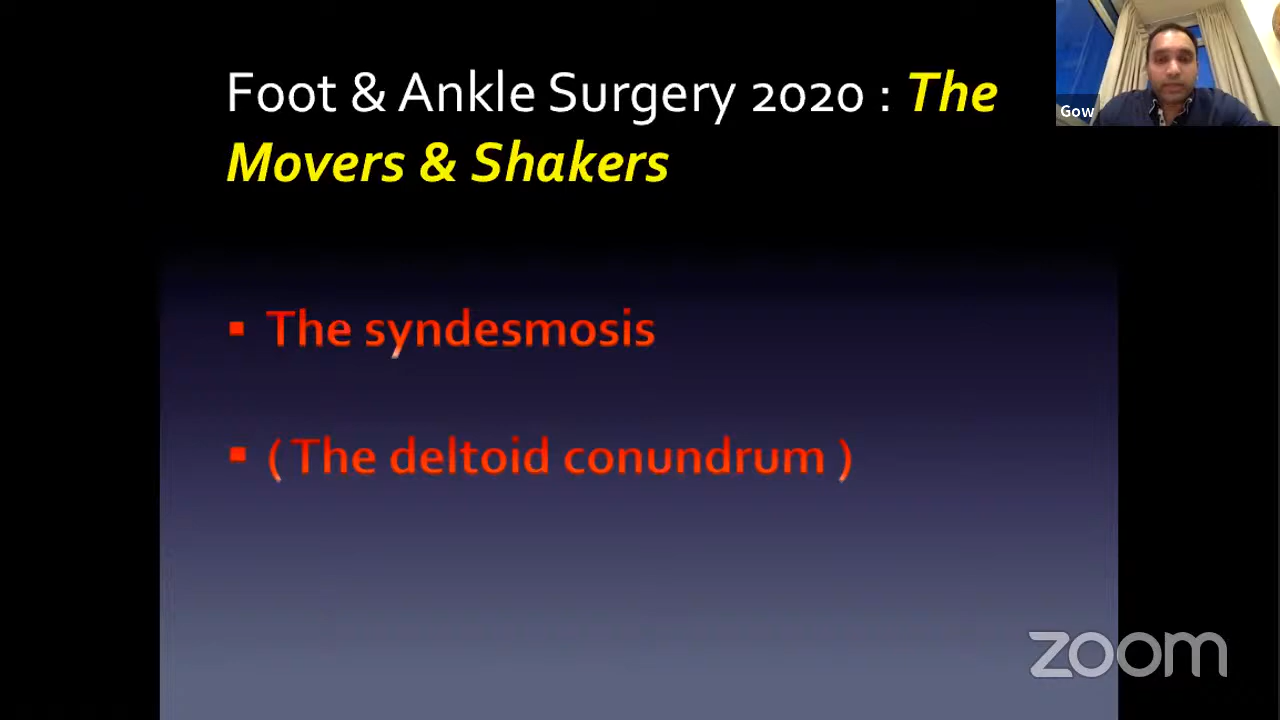 Foot & Ankle Surgery 2020 : The
Movers & Shakers
Gow
▪ The syndesmosis
▪ ( The deltoid conundrum )
zoom